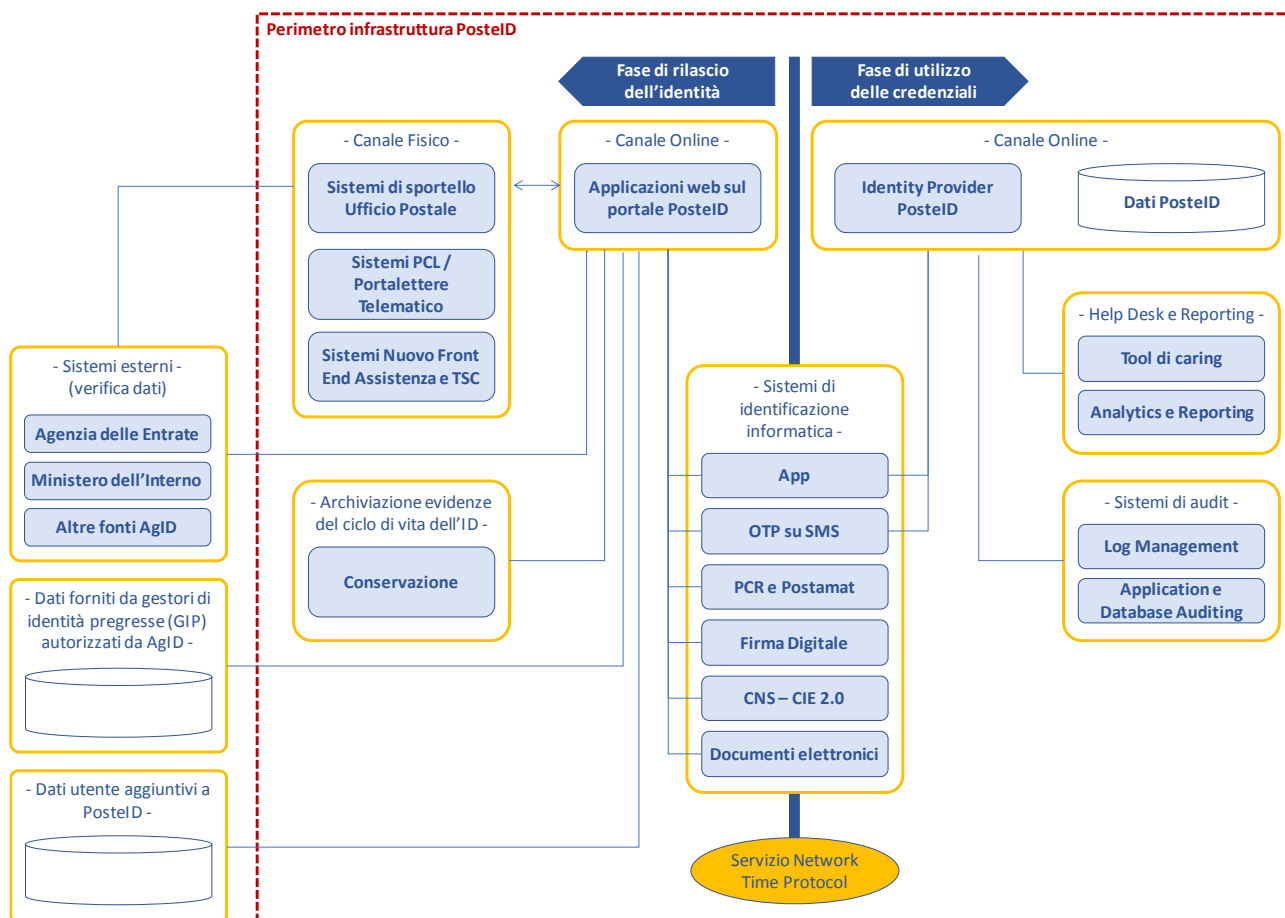 Perimetro infrastruttura PosteID
Fase di rilascio
dell'identità
Fase di utilizzo
delle credenziali
- Canale Fisico -
Sistemi di sportello
Ufficio Postale
Sistemi PCL /
Portalettere
Telematico
Sistemi Nuovo Front
End Assistenza e TSC
- Canale Online -
Applicazioni web sul
portale PosteID
- Canale Online -
Identity Provider
PosteID
Dati PosteID
- Help Desk e Reporting -
Tool di caring
Analytics e Reporting
- Sistemi esterni -
(verifica dati)
Agenzia delle Entrate
Ministero dell'Interno
Altre fonti AgID
- Sistemi di
identificazione
informatica -
App
OTP su SMS
PCR e Postamat
Firma Digitale
CNS – CIE 2.0
Documenti elettronici
- Archiviazione evidenze
del ciclo di vita dell'ID -
Conservazione
- Sistemi di audit -
Log Management
Application e
Database Auditing
- Dati forniti da gestori di
identità pregresse (GIP)
autorizzati da AgID -
- Dati utente aggiuntivi a
PosteID -
Servizio Network
Time Protocol